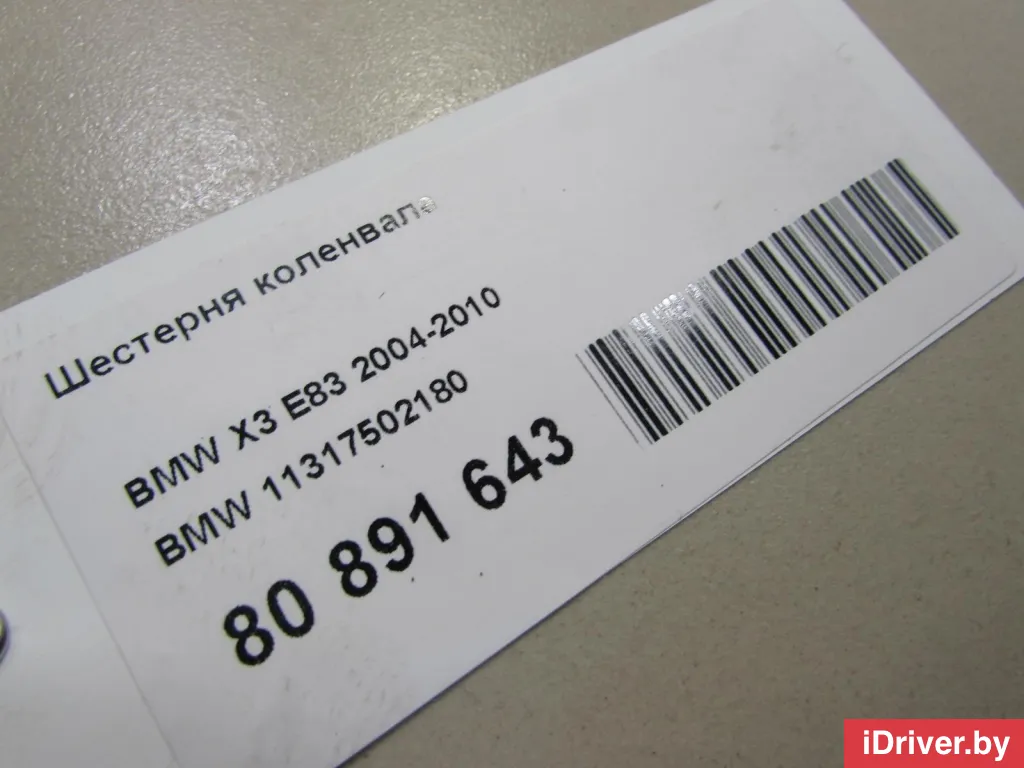 Шестерня коленвала
BMW X3 E83 2004-2010
BMW 11317502180
80 891 643
iDriver.by